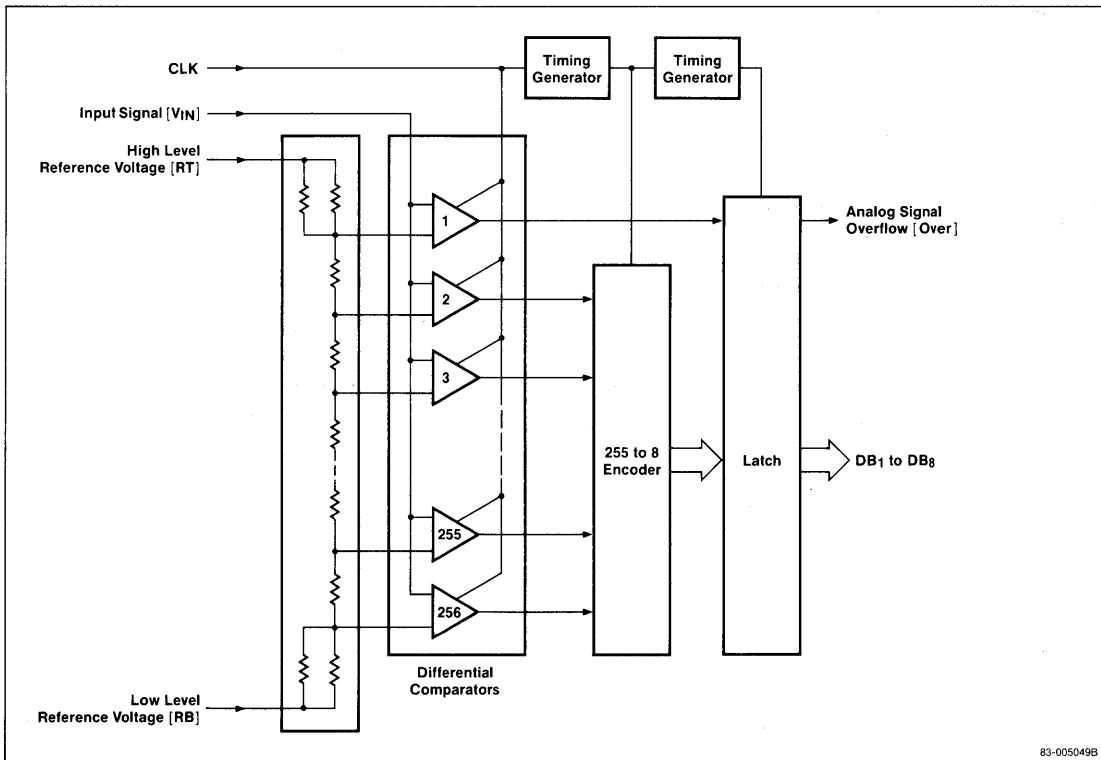 CLK
Timing
Generator
Timing
Generator
Input Signal [VIN]
High Level
Reference Voltage [RT]
1
Analog Signal
Overflow [Over]
2
3
255 to 8
Encoder
Latch
DB1 to DB8
255
256
Differential
Comparators
Low Level
Reference Voltage [RB]
83-005049B